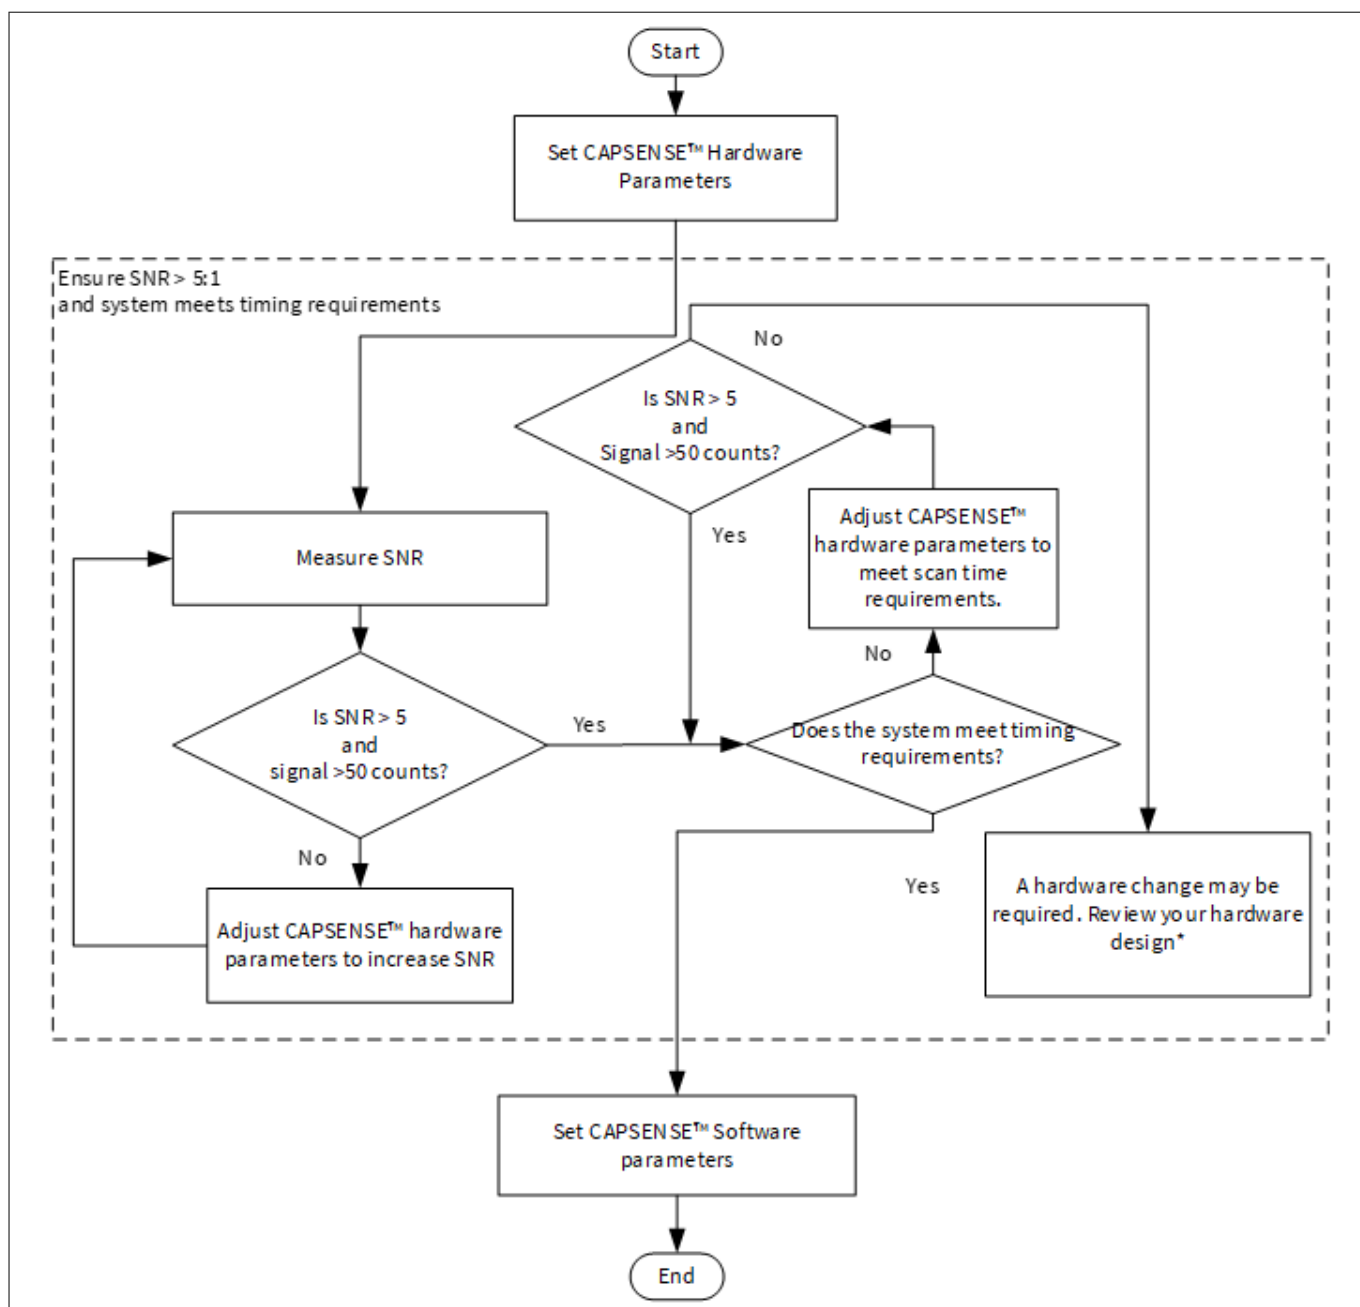 Start
Set CAPSENSE™ Hardware
Parameters
Ensure SNR > 5:1
and system meets timing requirements
No
Is SNR > 5
and
Signal >50 counts?
Yes
Adjust CAPSENSE™
hardware parameters to
meet scan time
requirements.
Measure SNR
No
Is SNR > 5
and
signal >50 counts?
Yes
Does the system meet timing
requirements?
No
Adjust CAPSENSE™ hardware
parameters to increase SNR
Yes
A hardware change may be
required. Review your hardware
design*
Set CAPSENSE™ Software
parameters
End